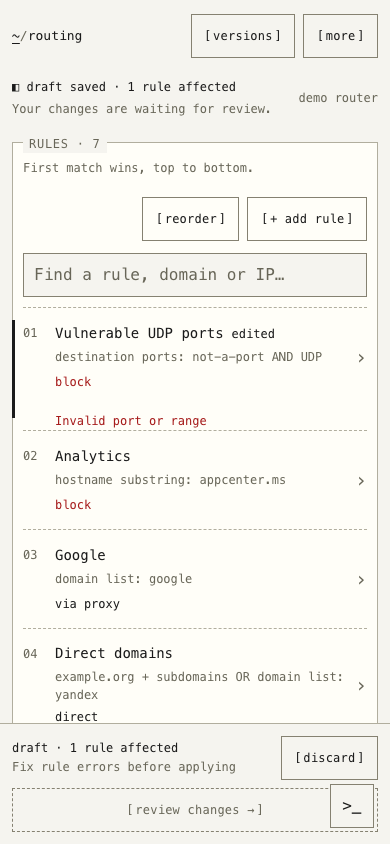 ~/routing
[versions]
[more]
◧ draft saved · 1 rule affected
Your changes are waiting for review.
demo router
RULES · 7
First match wins, top to bottom.
[reorder]
[+ add rule]
Find a rule, domain or IP…
01 Vulnerable UDP ports edited
destination ports: not-a-port AND UDP ›
block
Invalid port or range
02 Analytics
hostname substring: appcenter.ms ›
block
03 Google
domain list: google ›
via proxy
04 Direct domains
example.org + subdomains OR domain list: ›
yandex
direct
draft · 1 rule affected
Fix rule errors before applying
[discard]
[review changes →]
>_